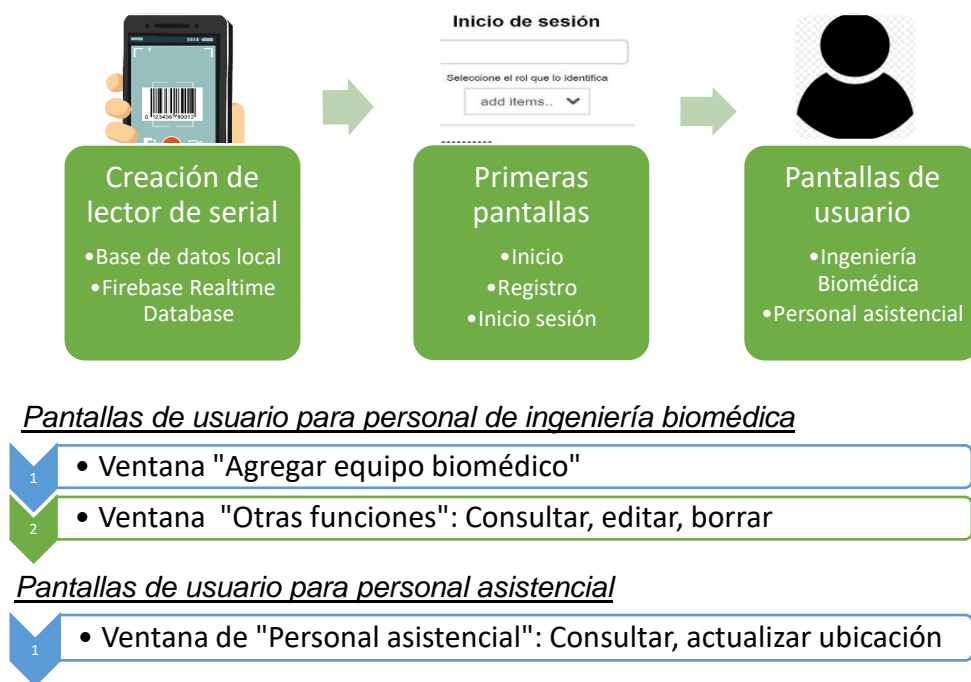 Inicio de sesión
Seleccione el rol que lo identifica
add items..
0 123456 789012
Creación de
lector de serial
•Base de datos local
•Firebase Realtime
Database
Primeras
pantallas
•Inicio
•Registro
•Inicio sesión
Pantallas de
usuario
•Ingeniería
Biomédica
•Personal asistencial
Pantallas de usuario para personal de ingeniería biomédica
1
• Ventana "Agregar equipo biomédico"
2
• Ventana "Otras funciones": Consultar, editar, borrar
Pantallas de usuario para personal asistencial
1
• Ventana de "Personal asistencial": Consultar, actualizar ubicación